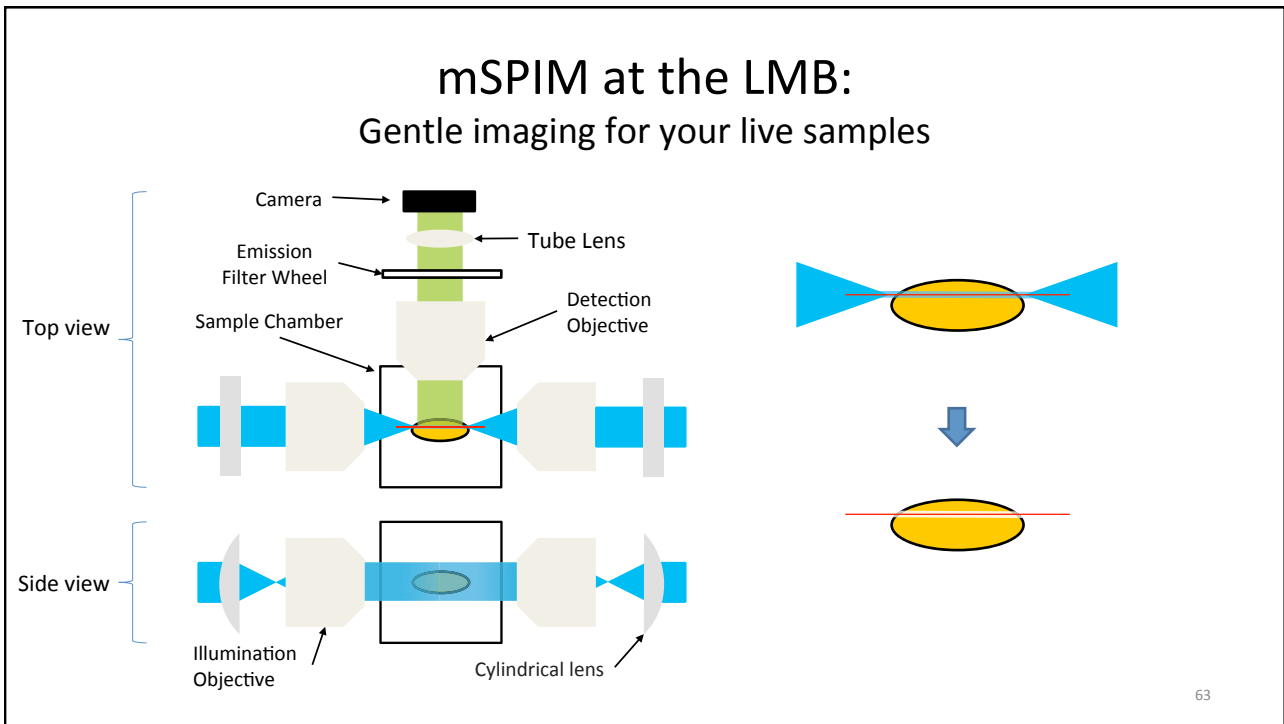 mSPIM at the LMB:
Gentle imaging for your live samples
Camera
Tube Lens
Emission
Filter Wheel
Detection
Objective
Sample Chamber
Top view
Side view
Illumination
Objective
Cylindrical lens
63